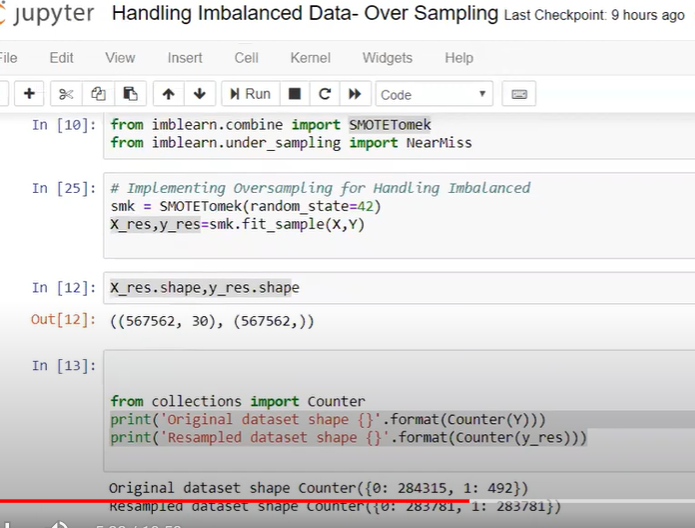 jupyter Handling Imbalanced Data- Over Sampling Last Checkpoint: 9 hours ago
File Edit View Insert Cell Kernel Widgets Help
Run Code
In [10]: from imblearn.combine import SMOTETomek
from imblearn.under_sampling import NearMiss
In [25]: # Implementing Oversampling for Handling Imbalanced
smk = SMOTETomek(random_state=42)
X_res,y_res=smk.fit_sample(X,Y)
In [12]: X_res.shape,y_res.shape
Out[12]: ((567562, 30), (567562,))
In [13]:
from collections import Counter
print('Original dataset shape {}'.format(Counter(Y)))
print('Resampled dataset shape {}'.format(Counter(y_res)))
Original dataset shape Counter({0: 284315, 1: 492})
Resampled dataset shape Counter({0: 283781, 1: 283781})